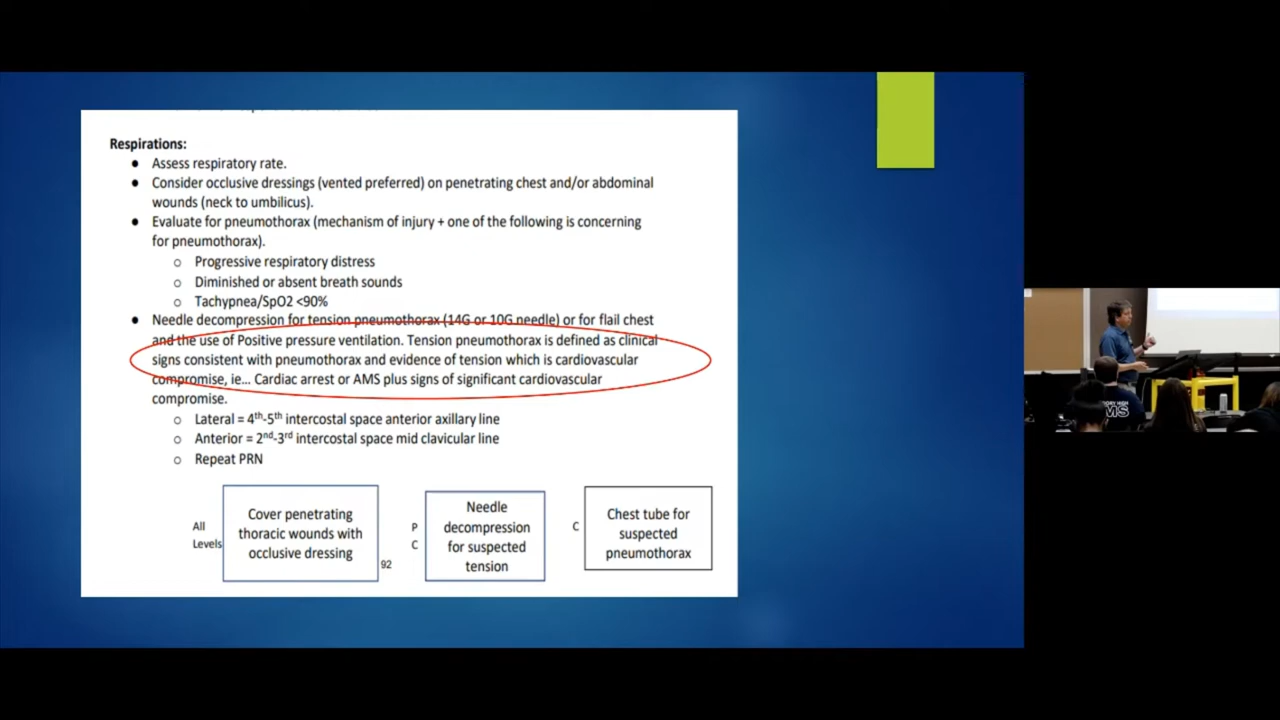 Respirations:
● Assess respiratory rate.
● Consider occlusive dressings (vented preferred) on penetrating chest and/or abdominal
wounds (neck to umbilicus).
● Evaluate for pneumothorax (mechanism of injury + one of the following is concerning
for pneumothorax).
o Progressive respiratory distress
o Diminished or absent breath sounds
o Tachypnea/SpO2 <90%
● Needle decompression for tension pneumothorax (14G or 10G needle) or for flail chest
and the use of Positive pressure ventilation. Tension pneumothorax is defined as clinical
signs consistent with pneumothorax and evidence of tension which is cardiovascular
compromise, ie... Cardiac arrest or AMS plus signs of significant cardiovascular
compromise.
o Lateral = 4th-5th intercostal space anterior axillary line
o Anterior = 2nd-3rd intercostal space mid clavicular line
o Repeat PRN
All
Levels
Cover penetrating
thoracic wounds with
occlusive dressing
92
P
C
Needle
decompression
for suspected
tension
C
Chest tube for
suspected
pneumothorax
MS